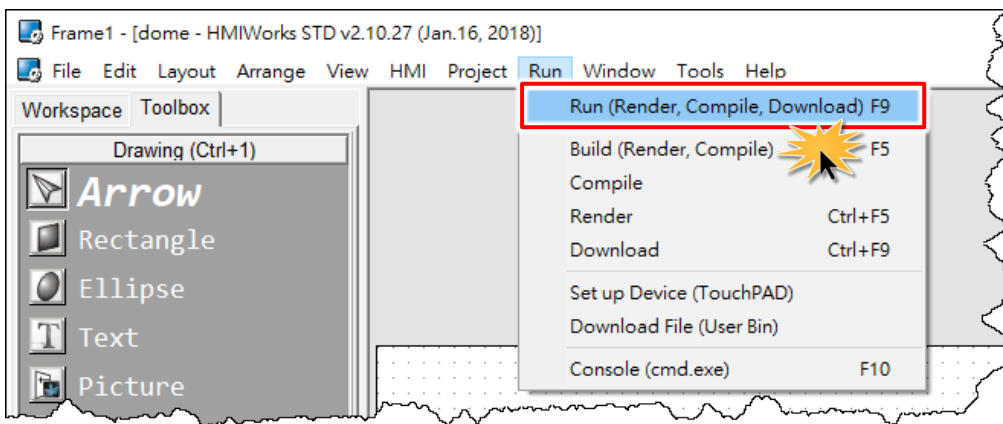 Frame1 - [dome - HMIWorks STD v2.10.27 (Jan.16, 2018)]
File Edit Layout Arrange View HMI Project Run Window Tools Help
Workspace Toolbox
Drawing (Ctrl+1)
Arrow
Rectangle
Ellipse
T Text
Picture
Run (Render, Compile, Download) F9
Build (Render, Compile) F5
Compile
Render Ctrl+F5
Download Ctrl+F9
Set up Device (TouchPAD)
Download File (User Bin)
Console (cmd.exe) F10